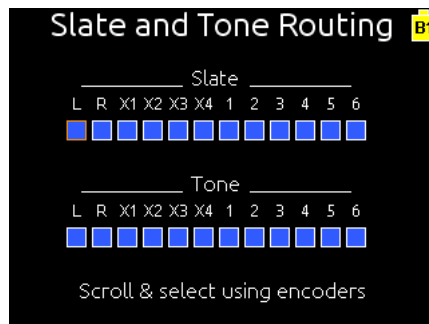 Slate and Tone Routing
Slate
L R X1 X2 X3 X4 1 2 3 4 5 6
Tone
L R X1 X2 X3 X4 1 2 3 4 5 6
Scroll & select using encoders